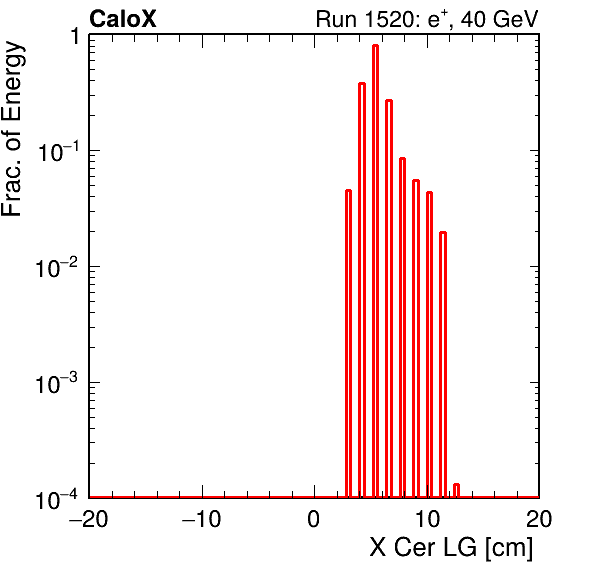 CaloX Run 1520: e⁺, 40 GeV
Frac. of Energy
1
10⁻¹
10⁻²
10⁻³
10⁻⁴
−20 −10 0 10 20
X Cer LG [cm]